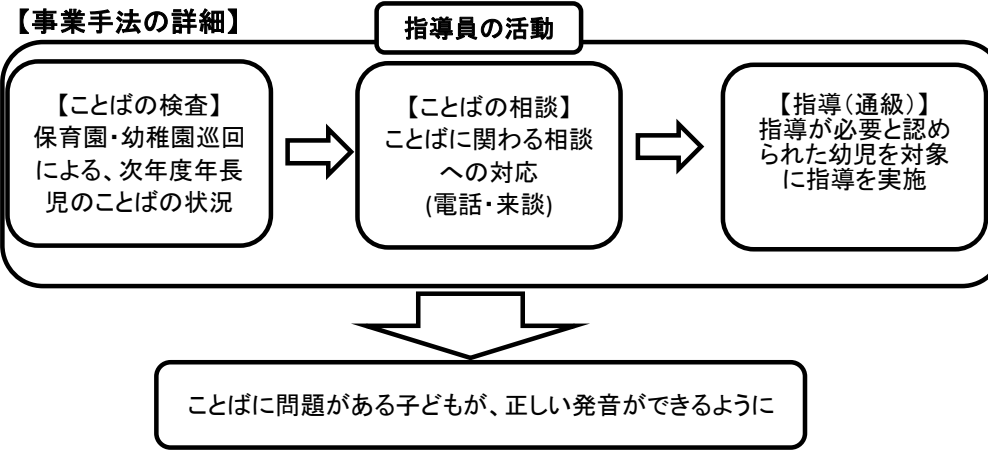 【事業手法の詳細】
指導員の活動
【ことばの検査】
保育園・幼稚園巡回
による、次年度年長
児のことばの状況
【ことばの相談】
ことばに関わる相談
への対応
(電話・来談)
【指導(通級)】
指導が必要と認め
られた幼児を対象
に指導を実施
ことばに問題がある子どもが、正しい発音ができるように